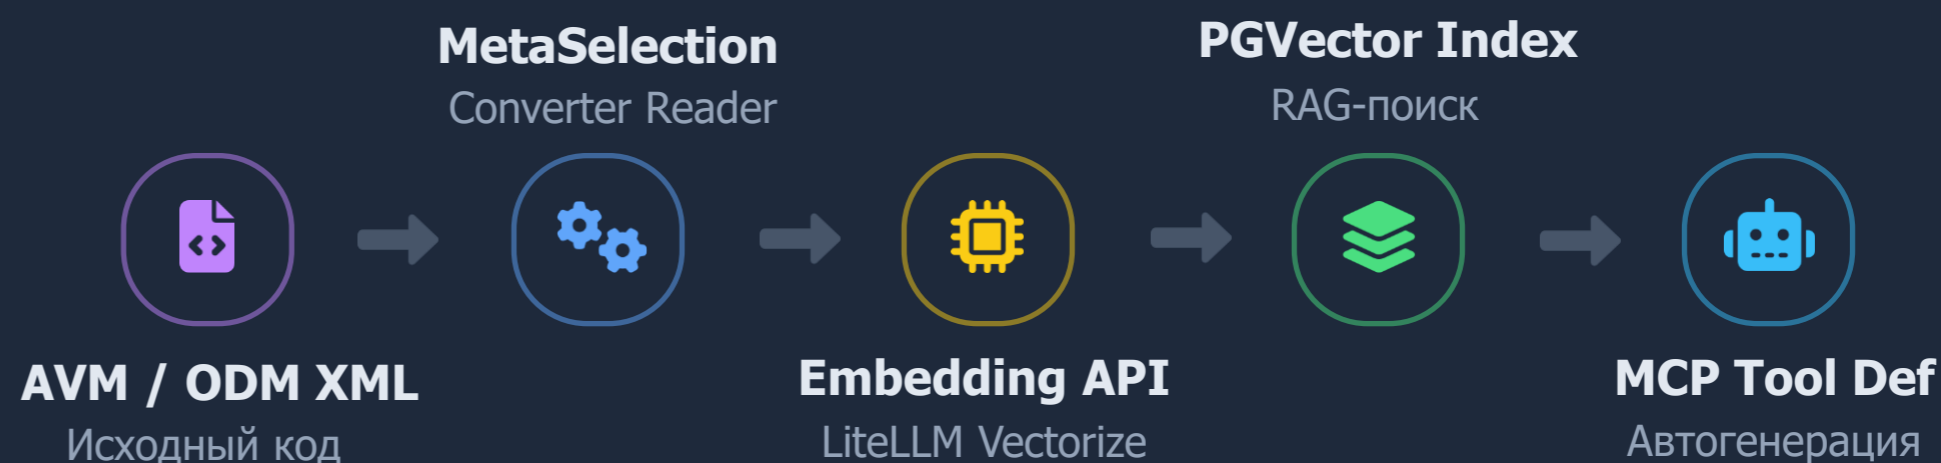 MetaSelection
Converter Reader
PGVector Index
RAG-поиск
AVM / ODM XML
Исходный код
Embedding API
LiteLLM Vectorize
MCP Tool Def
Автогенерация